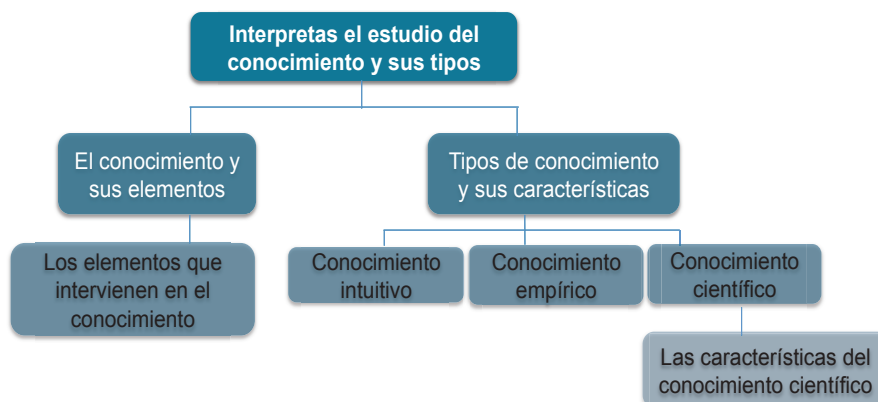 Interpretas el estudio del
conocimiento y sus tipos
El conocimiento y
sus elementos
Tipos de conocimiento
y sus características
Los elementos que
intervienen en el
conocimiento
Conocimiento
intuitivo
Conocimiento
empírico
Conocimiento
científico
Las características del
conocimiento científico